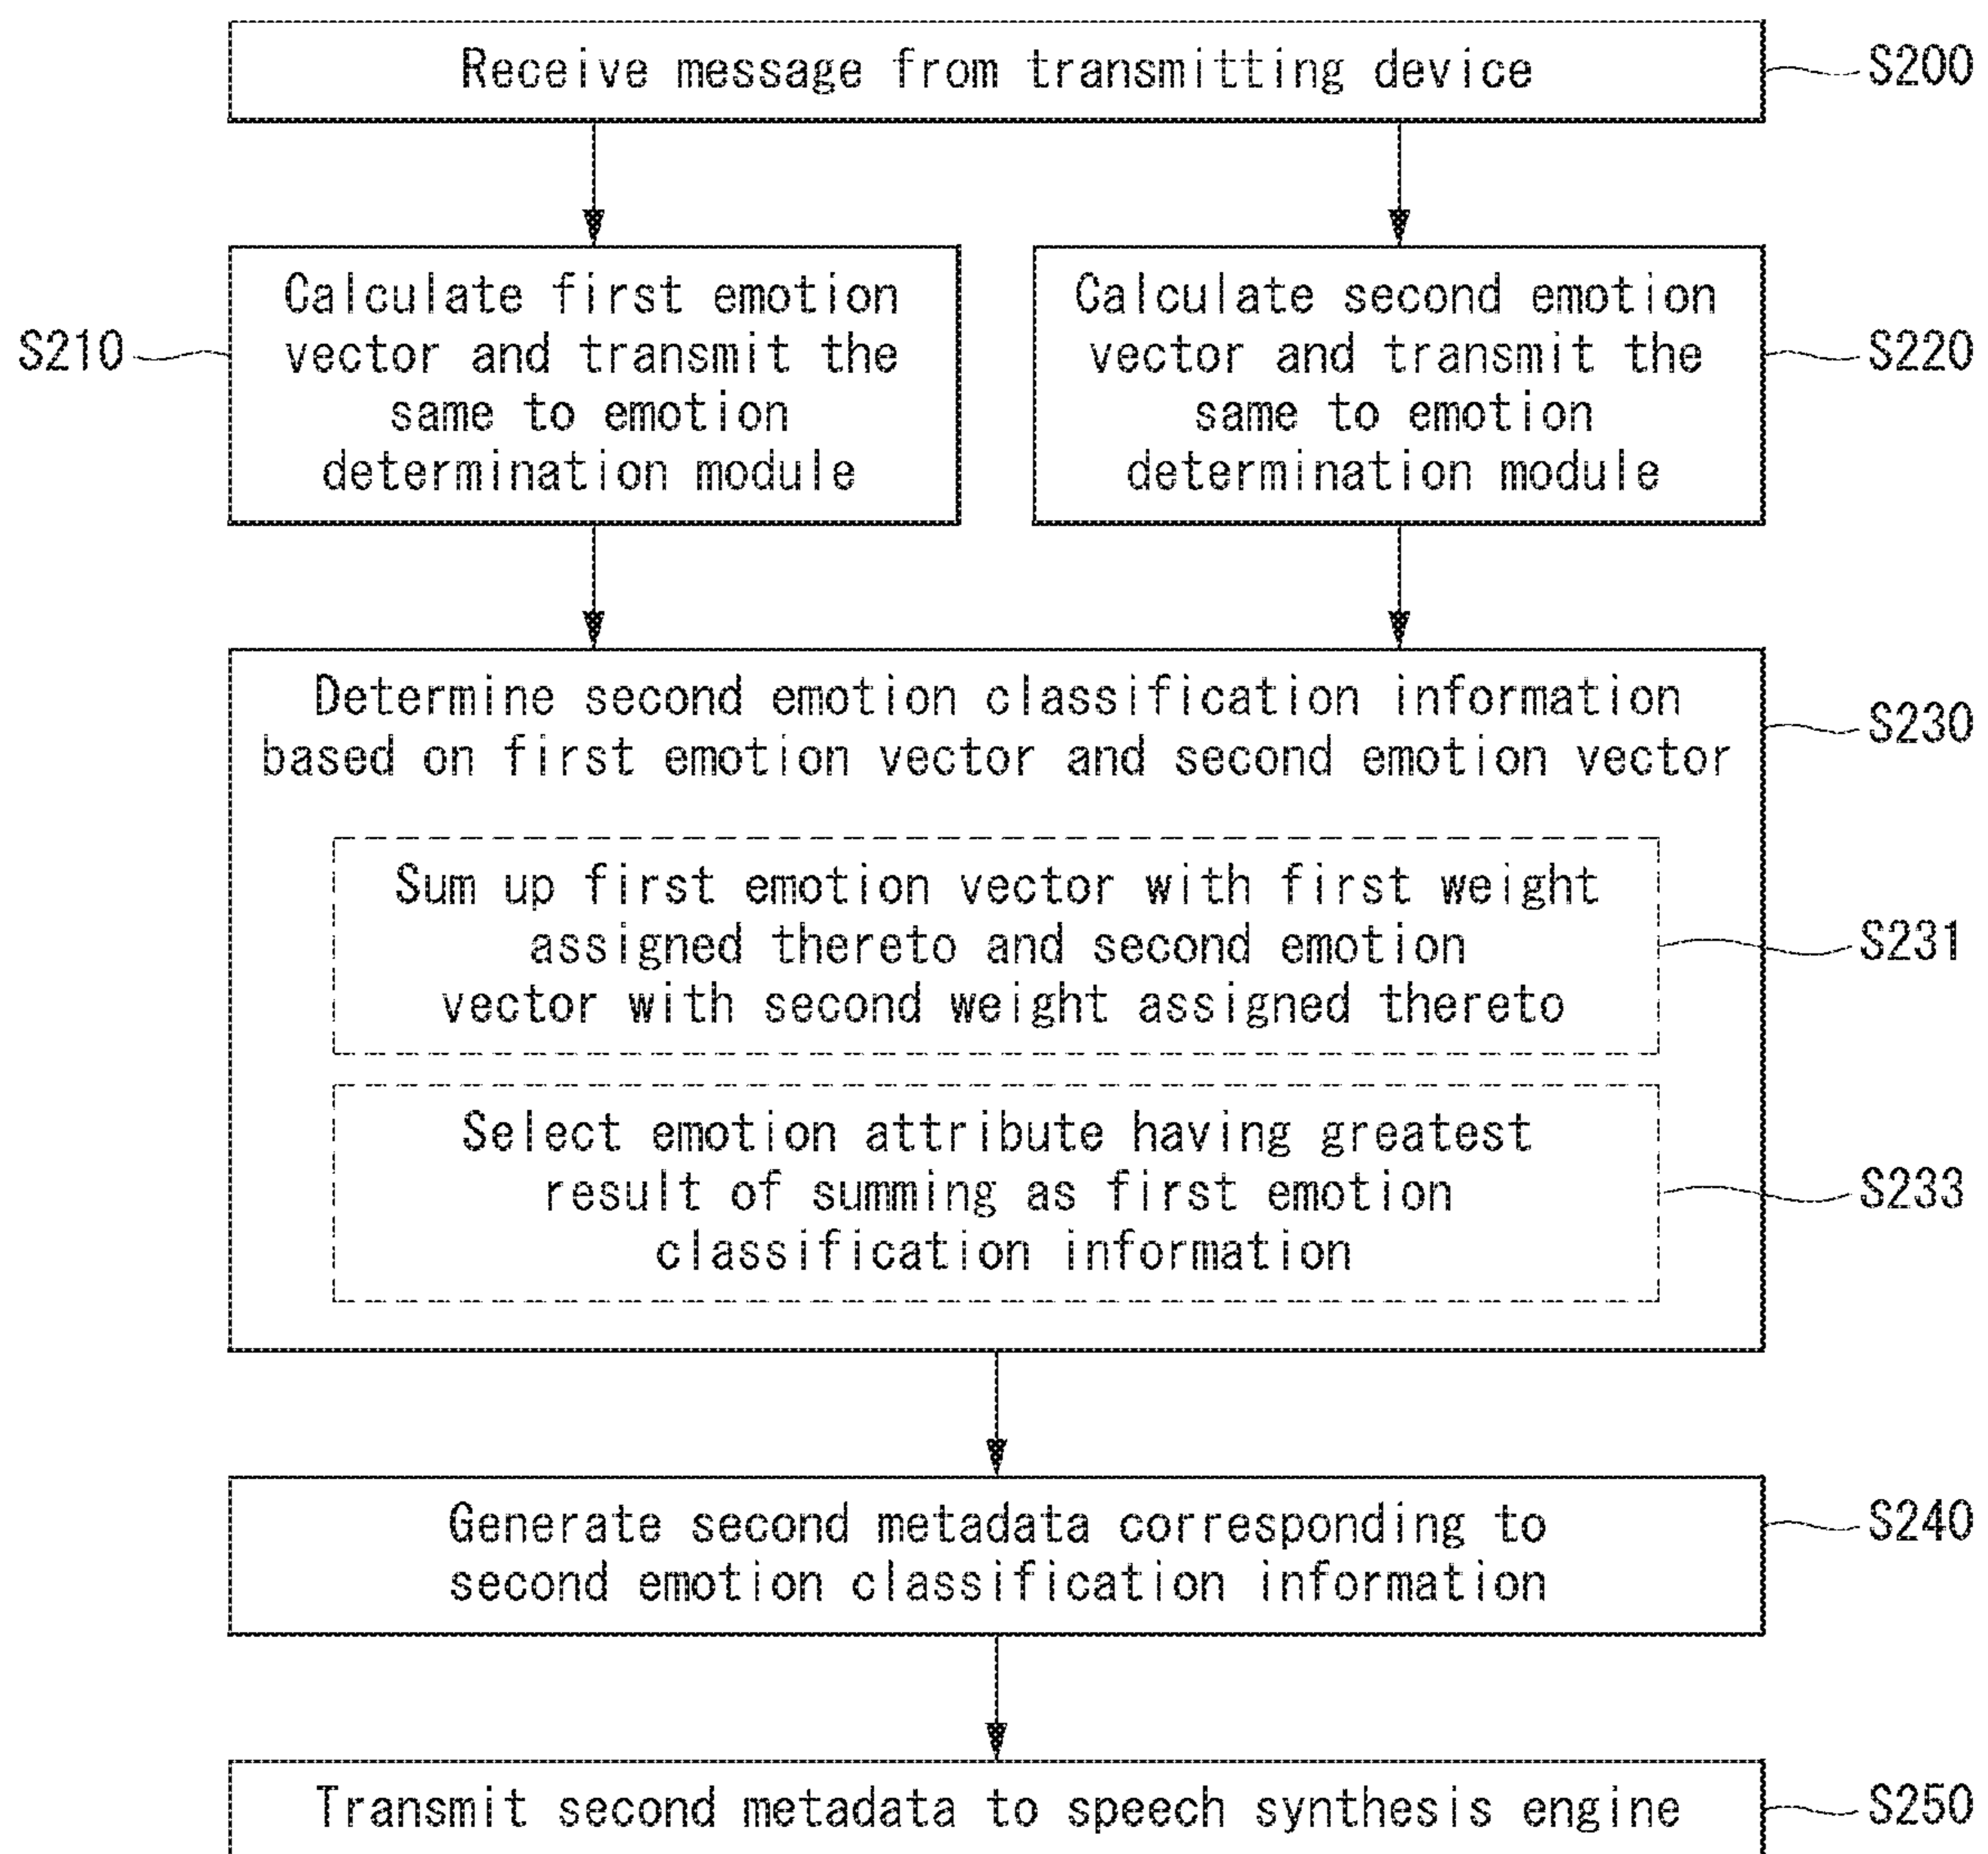 Receive message from transmitting device
S200
Calculate first emotion
vector and transmit the
same to emotion
determination module
S210
Calculate second emotion
vector and transmit the
same to emotion
determination module
S220
Determine second emotion classification information
based on first emotion vector and second emotion vector
S230
Sum up first emotion vector with first weight
assigned thereto and second emotion
vector with second weight assigned thereto
S231
Select emotion attribute having greatest
result of summing as first emotion
classification information
S233
Generate second metadata corresponding to
second emotion classification information
S240
Transmit second metadata to speech synthesis engine
S250